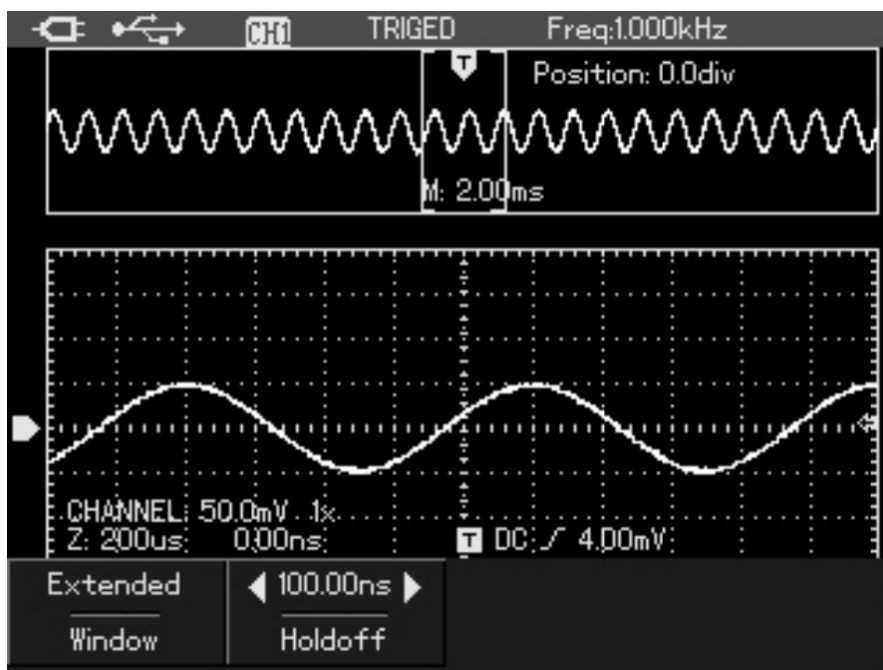 CH1 TRIGED Freq:1.000kHz
T
Position: 0.0div
M: 2.00ms
CHANNEL: 50.0mV 1x
Z: 200us 0.00ns T DC: 4.00mV
Extended 100.00ns
Window Holdoff